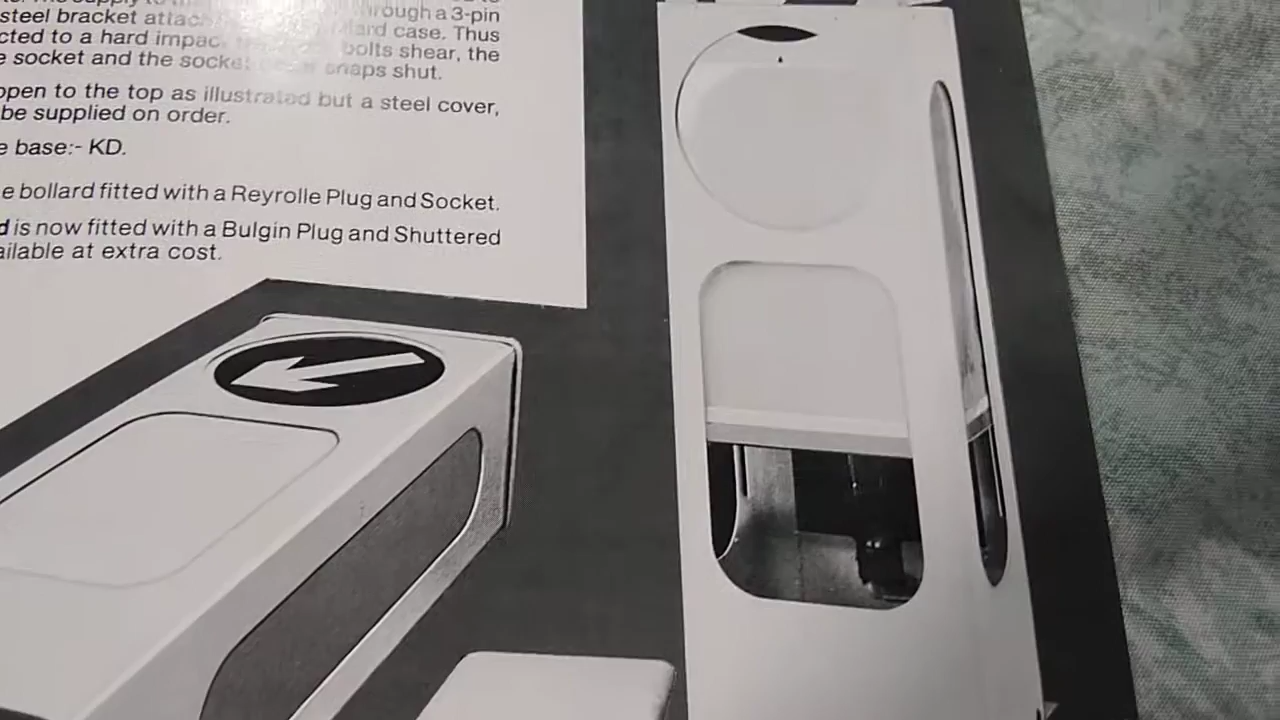 steel bracket through a 3-pin
cted to a hard impac case. Thus
bolts shear, the
e socket and the socke snaps shut.
open to the top as illustrated but a steel cover,
be supplied on order.
e base:- KD.
e bollard fitted with a Reyrolle Plug and Socket.
d is now fitted with a Bulgin Plug and Shuttered
ailable at extra cost.